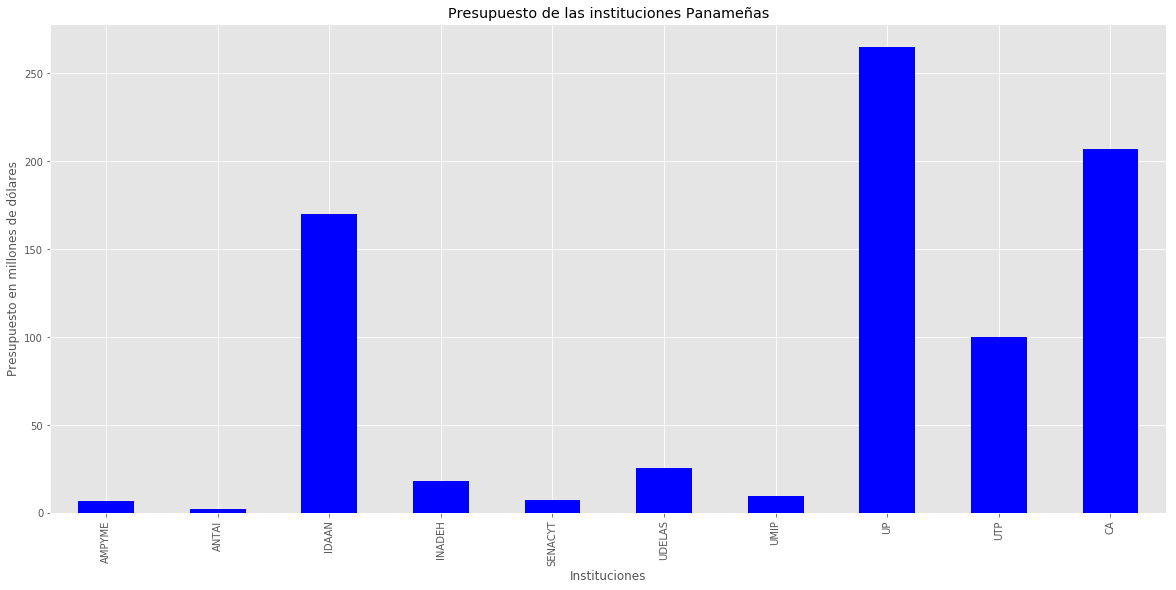 Presupuesto de las instituciones Panameñas
Presupuesto en millones de dólares
250
200
150
100
50
0
AMPYME
ANTAI
IDAAN
INADEH
SENACYT
UDELAS
UMIP
UP
UTP
CA
Instituciones